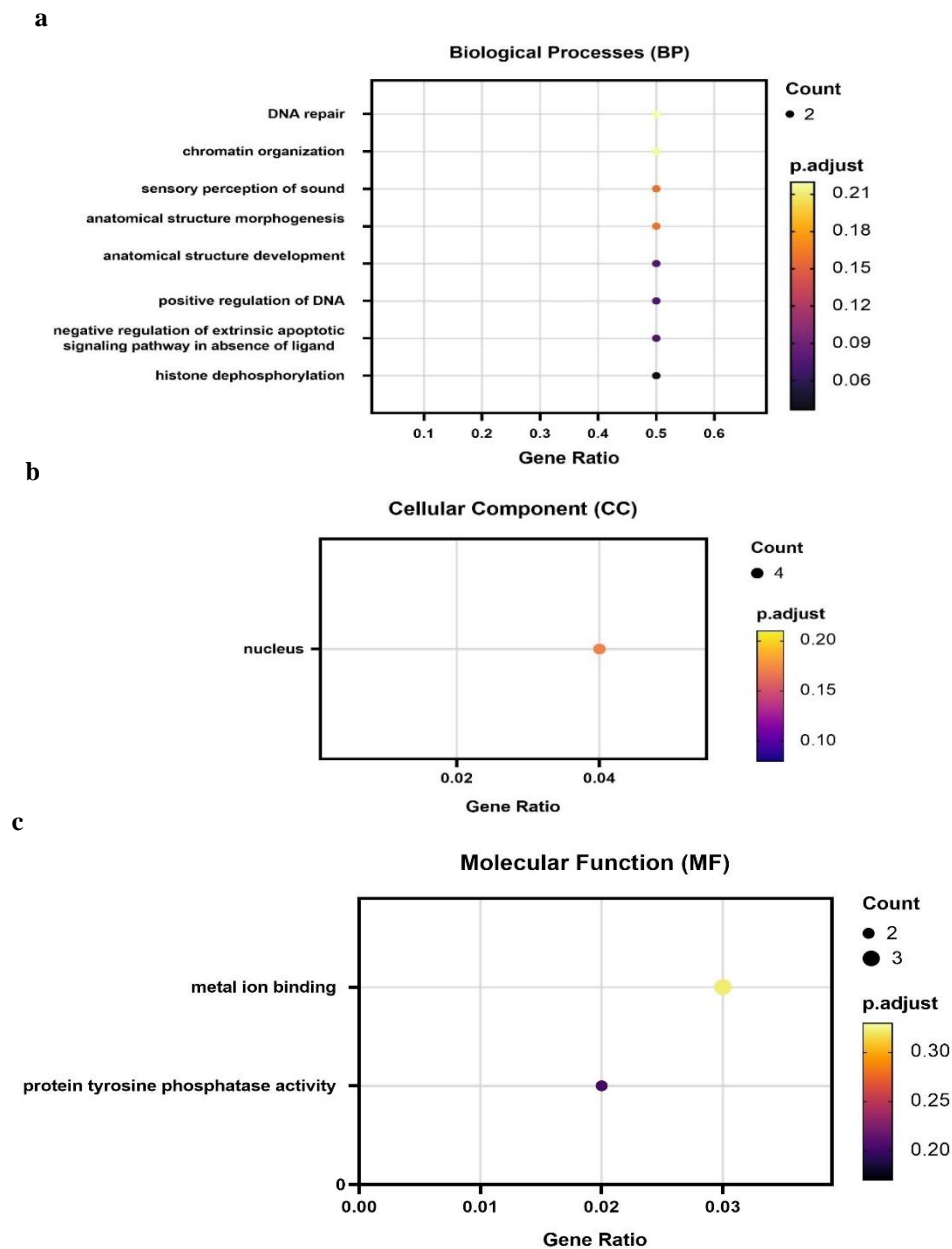 a
Biological Processes (BP)
DNA repair
chromatin organization
sensory perception of sound
anatomical structure morphogenesis
anatomical structure development
positive regulation of DNA
negative regulation of extrinsic apoptotic
signaling pathway in absence of ligand
histone dephosphorylation
0.1 0.2 0.3 0.4 0.5 0.6
Gene Ratio
Count
2
p.adjust
0.21
0.18
0.15
0.12
0.09
0.06
b
Cellular Component (CC)
nucleus
0.02 0.04
Gene Ratio
Count
4
p.adjust
0.20
0.15
0.10
c
Molecular Function (MF)
metal ion binding
protein tyrosine phosphatase activity
0
0.00 0.01 0.02 0.03
Gene Ratio
Count
2
3
p.adjust
0.30
0.25
0.20